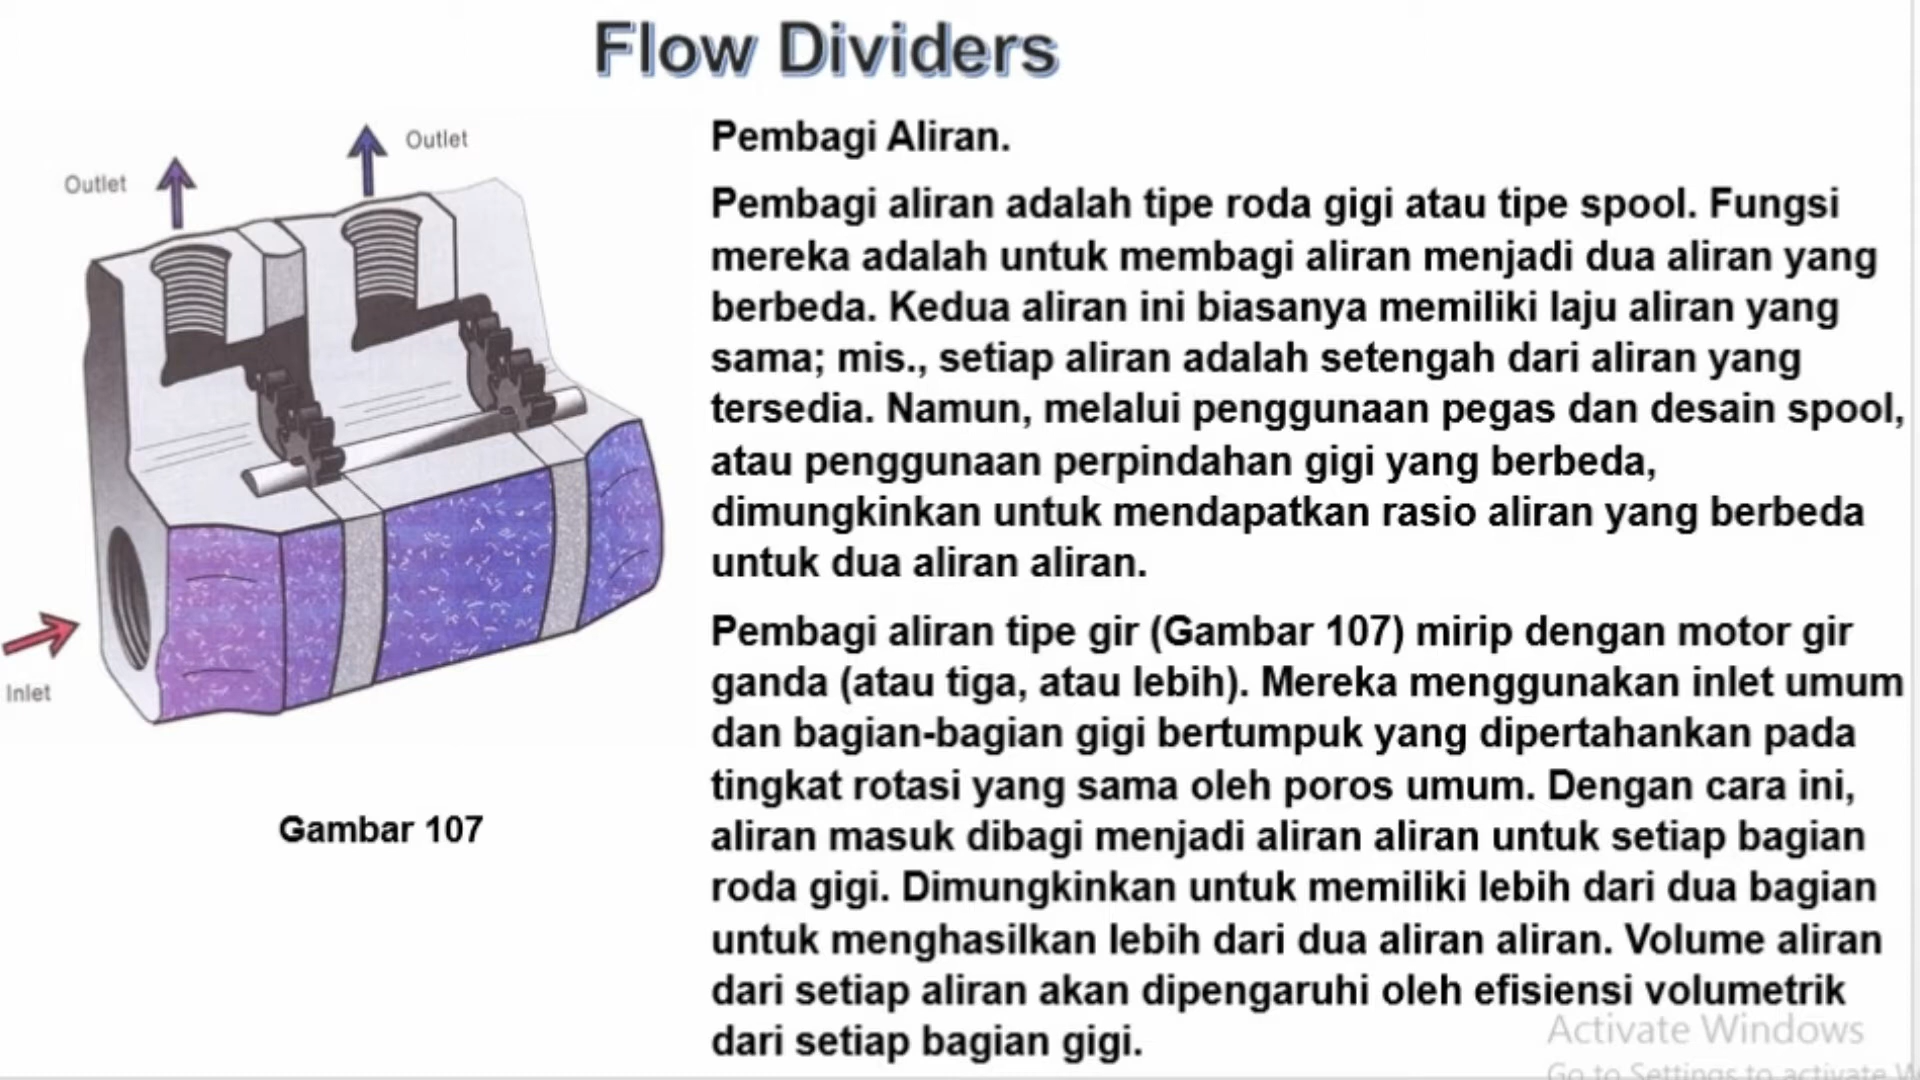 Flow Dividers
Outlet
Outlet
Inlet
Gambar 107
Pembagi Aliran.
Pembagi aliran adalah tipe roda gigi atau tipe spool. Fungsi
mereka adalah untuk membagi aliran menjadi dua aliran yang
berbeda. Kedua aliran ini biasanya memiliki laju aliran yang
sama; mis., setiap aliran adalah setengah dari aliran yang
tersedia. Namun, melalui penggunaan pegas dan desain spool,
atau penggunaan perpindahan gigi yang berbeda,
dimungkinkan untuk mendapatkan rasio aliran yang berbeda
untuk dua aliran aliran.
Pembagi aliran tipe gir (Gambar 107) mirip dengan motor gir
ganda (atau tiga, atau lebih). Mereka menggunakan inlet umum
dan bagian-bagian gigi bertumpuk yang dipertahankan pada
tingkat rotasi yang sama oleh poros umum. Dengan cara ini,
aliran masuk dibagi menjadi aliran aliran untuk setiap bagian
roda gigi. Dimungkinkan untuk memiliki lebih dari dua bagian
untuk menghasilkan lebih dari dua aliran aliran. Volume aliran
dari setiap aliran akan dipengaruhi oleh efisiensi volumetrik
dari setiap bagian gigi.
Activate Windows
Go to Settings to activate